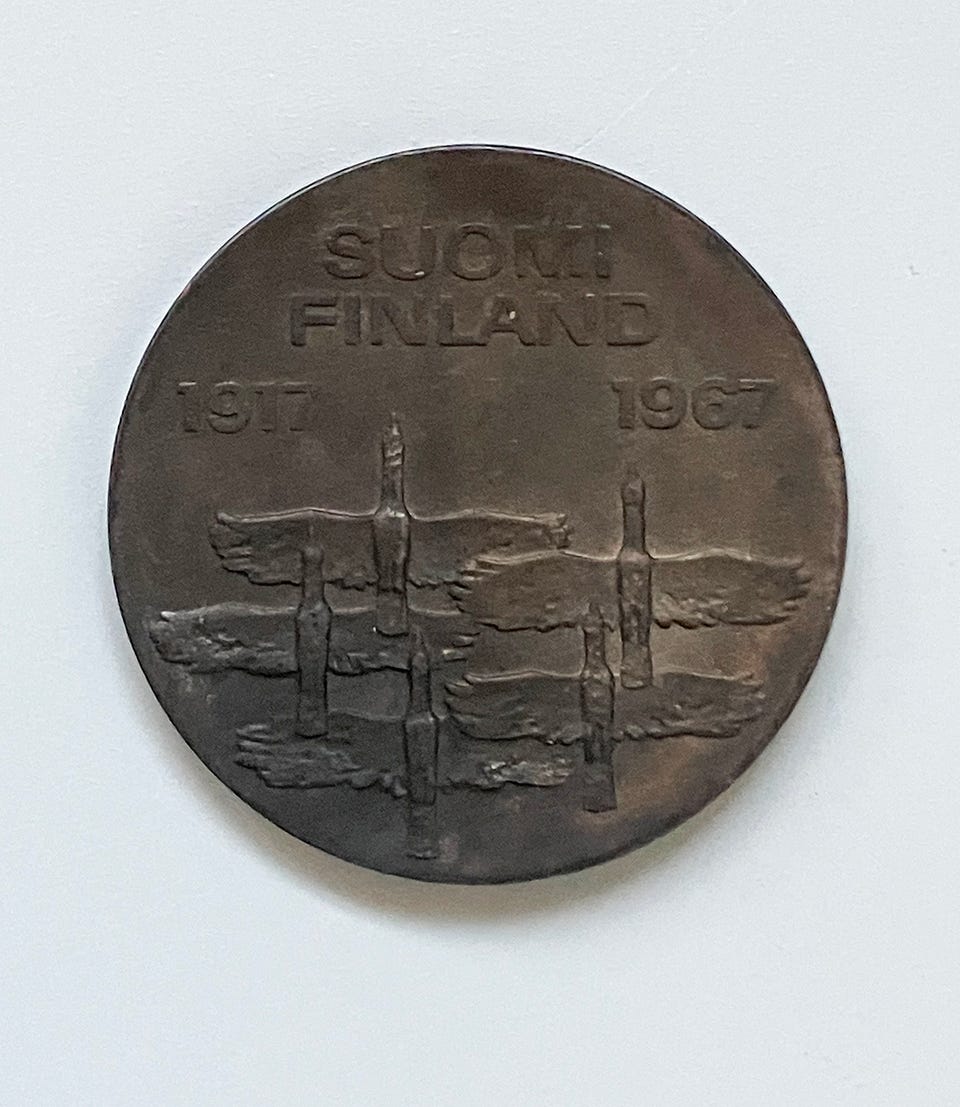 SUOMI
FINLAND
1917 1967